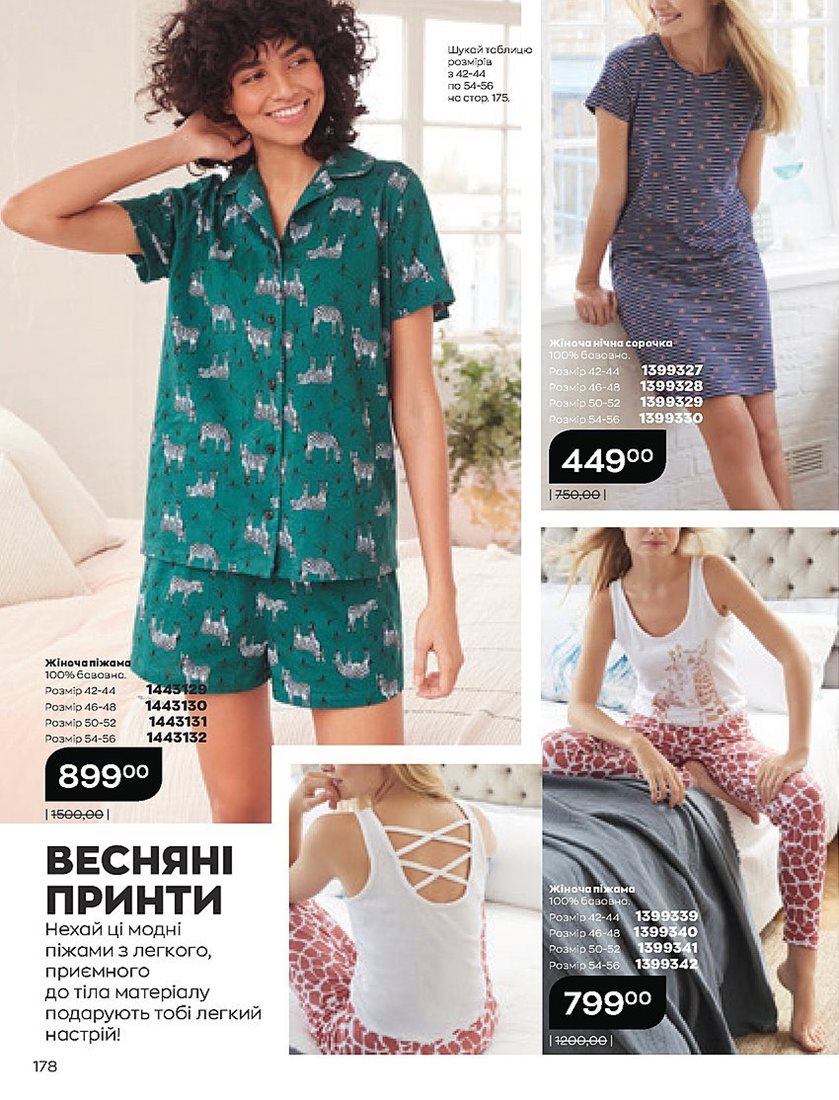 Шукай таблицю
розмірів
з 42-44
по 54-56
на стор. 175.
Жіноча нічна сорочка
100% бавовна.
Розмір 42-44 1399327
Розмір 46-48 1399328
Розмір 50-52 1399329
Розмір 54-56 1399330
449⁰⁰
| 750,00 |
Жіноча піжама
100% бавовна.
Розмір 42-44 1443129
Розмір 46-48 1443130
Розмір 50-52 1443131
Розмір 54-56 1443132
899⁰⁰
| 1500,00 |
ВЕСНЯНІ
ПРИНТИ
Нехай ці модні
піжами з легкого,
приємного
до тіла матеріалу
подарують тобі легкий
настрій!
Жіноча піжама
100% бавовна.
Розмір 42-44 1399339
Розмір 46-48 1399340
Розмір 50-52 1399341
Розмір 54-56 1399342
799⁰⁰
| 1200,00 |
178